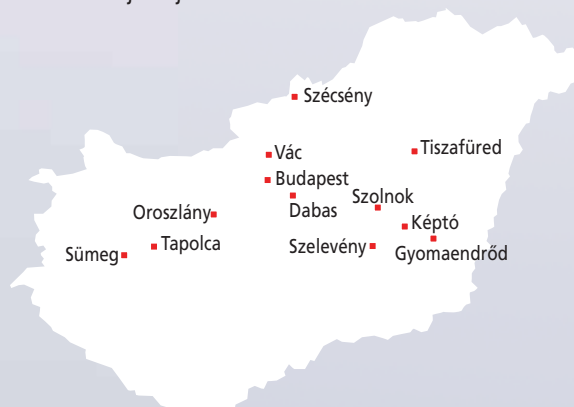 Szécsény
Vác
Tiszafüred
Budapest
Szolnok
Oroszlány
Dabas
Képtó
Sümeg
Tapolca
Szelevény
Gyomaendrőd